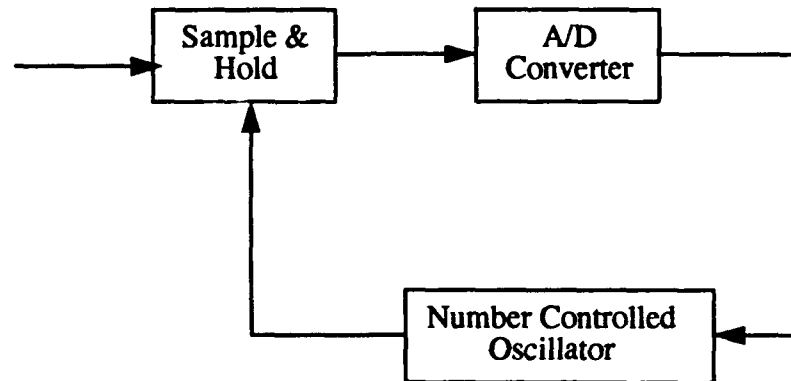 Sample &
Hold
A/D
Converter
Number Controlled
Oscillator